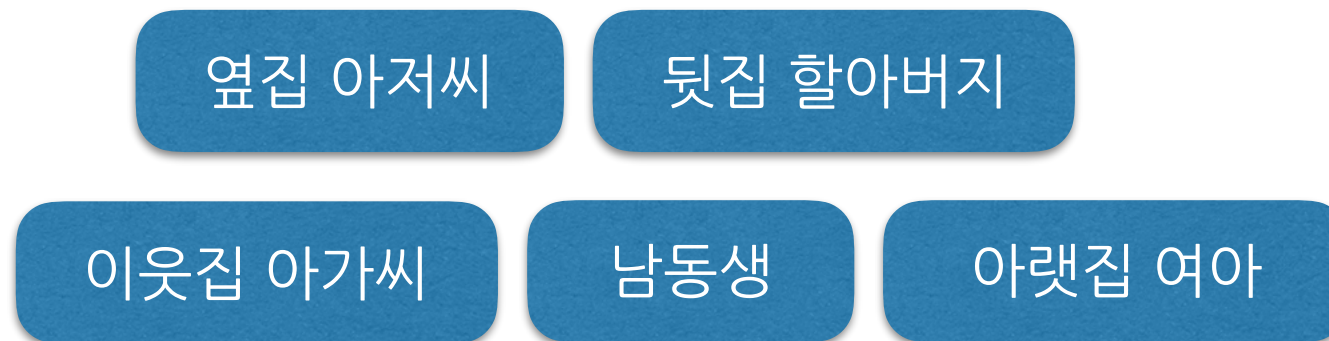 옆집 아저씨
뒷집 할아버지
이웃집 아가씨
남동생
아랫집 여아